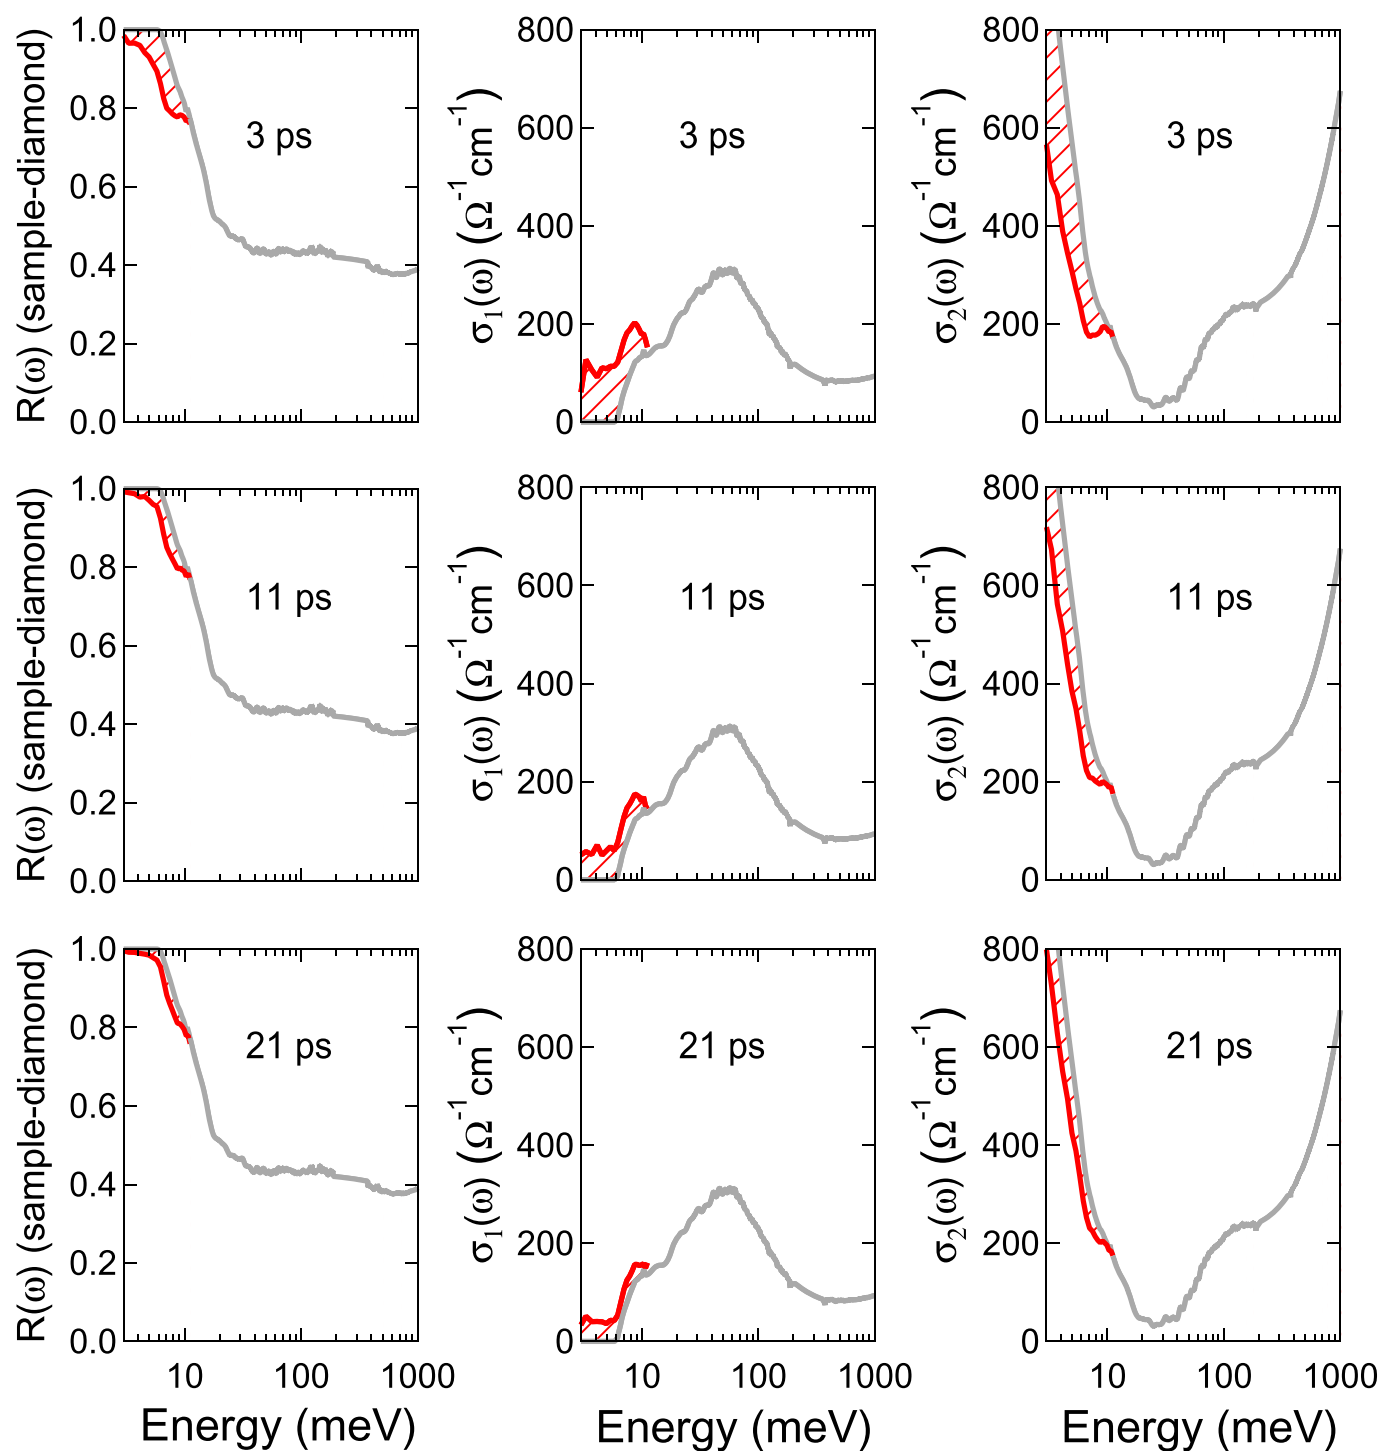 R(ω) (sample-diamond)
1.0
0.8
0.6
0.4
0.2
0.0
3 ps
σ₁(ω) (Ω⁻¹cm⁻¹)
800
600
400
200
0
3 ps
σ₂(ω) (Ω⁻¹cm⁻¹)
800
600
400
200
0
3 ps
R(ω) (sample-diamond)
1.0
0.8
0.6
0.4
0.2
0.0
11 ps
σ₁(ω) (Ω⁻¹cm⁻¹)
800
600
400
200
0
11 ps
σ₂(ω) (Ω⁻¹cm⁻¹)
800
600
400
200
0
11 ps
R(ω) (sample-diamond)
1.0
0.8
0.6
0.4
0.2
0.0
21 ps
10 100 1000
Energy (meV)
σ₁(ω) (Ω⁻¹cm⁻¹)
800
600
400
200
0
21 ps
10 100 1000
Energy (meV)
σ₂(ω) (Ω⁻¹cm⁻¹)
800
600
400
200
0
21 ps
10 100 1000
Energy (meV)